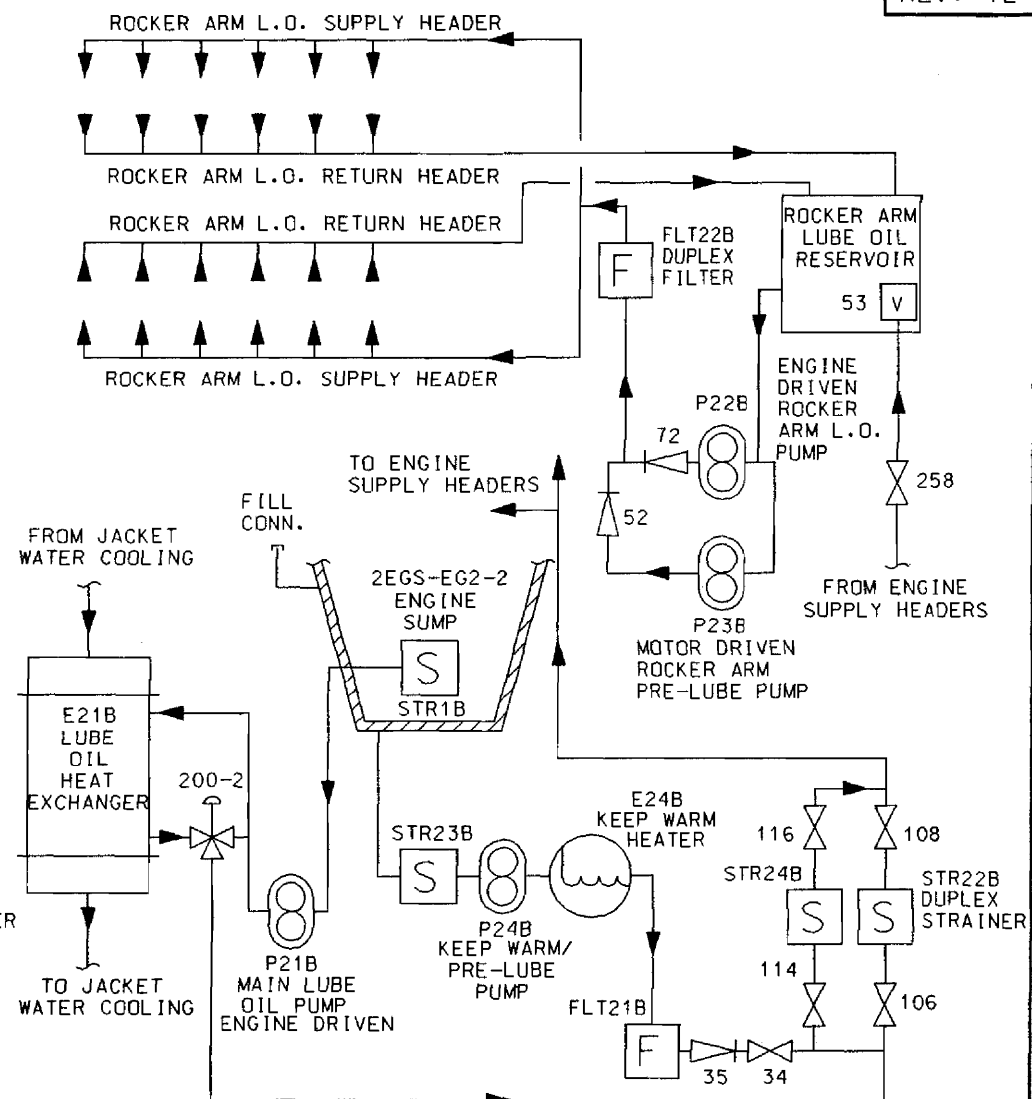 ROCKER ARM L.O. SUPPLY HEADER
ROCKER ARM L.O. RETURN HEADER
ROCKER ARM L.O. RETURN HEADER
ROCKER ARM L.O. SUPPLY HEADER
FLT22B
DUPLEX
FILTER
F
ROCKER ARM
LUBE OIL
RESERVOIR
53
V
ENGINE
DRIVEN
ROCKER
ARM L.O.
PUMP
P22B
72
52
258
TO ENGINE
SUPPLY HEADERS
FROM ENGINE
SUPPLY HEADERS
P23B
MOTOR DRIVEN
ROCKER ARM
PRE-LUBE PUMP
FILL
CONN.
2EGS-EG2-2
ENGINE
SUMP
S
STR1B
FROM JACKET
WATER COOLING
E21B
LUBE
OIL
HEAT
EXCHANGER
200-2
TO JACKET
WATER COOLING
P21B
MAIN LUBE
OIL PUMP
ENGINE DRIVEN
STR23B
S
P24B
KEEP WARM/
PRE-LUBE
PUMP
E24B
KEEP WARM
HEATER
FLT21B
F
35
34
116
108
STR24B
S
S
STR22B
DUPLEX
STRAINER
114
106